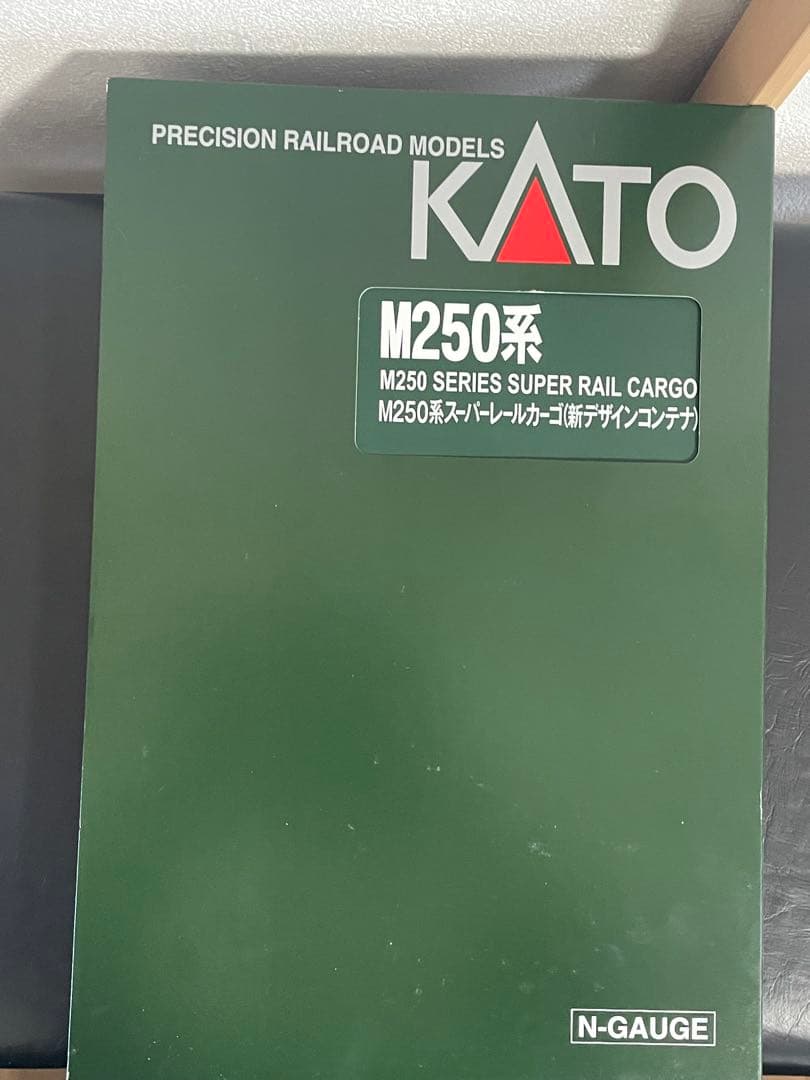 PRECISION RAILROAD MODELS
KATO
M250系
M250 SERIES SUPER RAIL CARGO
M250系スーパーレールカーゴ(新デザインコンテナ)
N-GAUGE